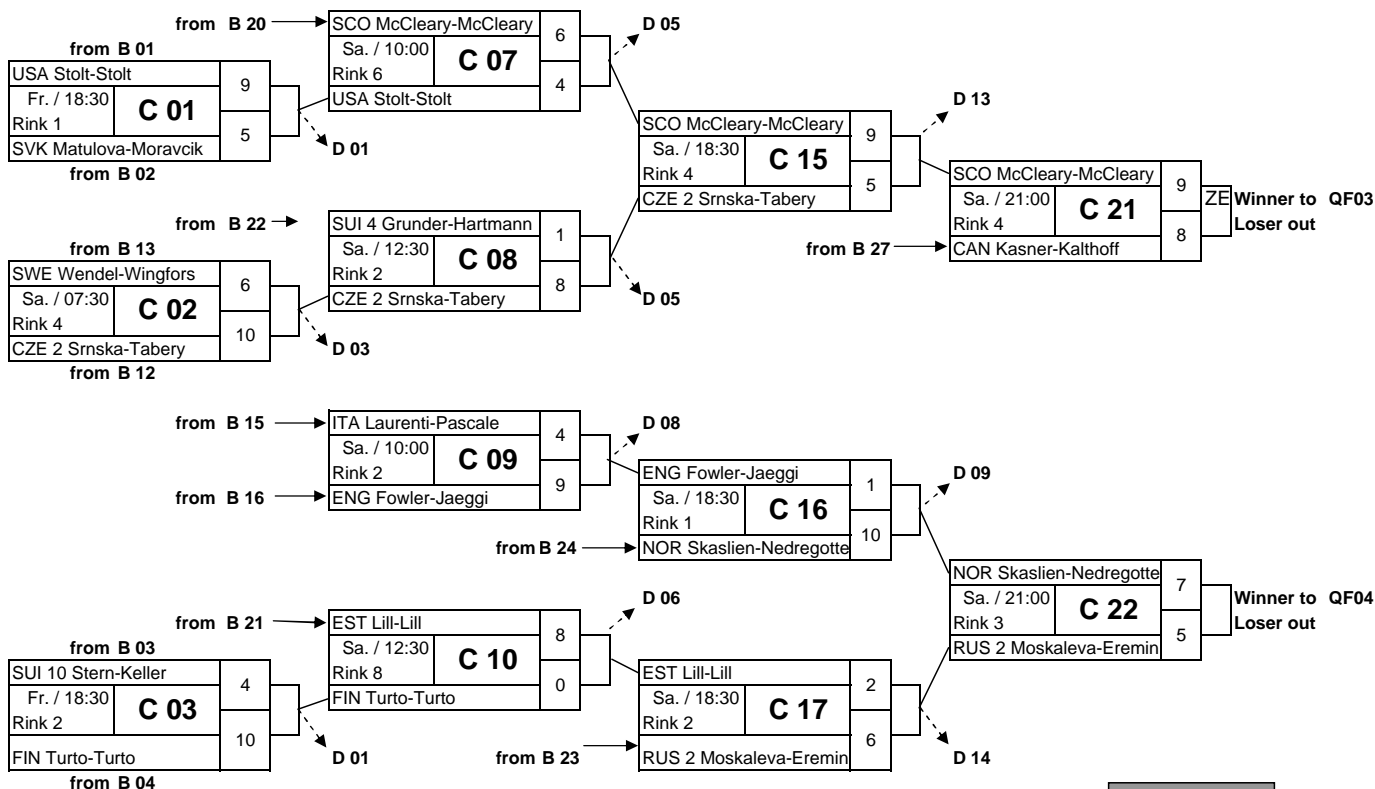 from B 20
SCO McCleary-McCleary
6
D 05
Sa. / 10:00
C 07
Rink 6
4
USA Stolt-Stolt
from B 01
USA Stolt-Stolt
9
Fr. / 18:30
C 01
Rink 1
5
SVK Matulova-Moravcik
D 01
from B 02
SCO McCleary-McCleary
9
D 13
Sa. / 18:30
C 15
Rink 4
5
CZE 2 Srnska-Tabery
SCO McCleary-McCleary
9
ZE
Winner to QF03
Sa. / 21:00
C 21
Loser out
Rink 4
8
from B 27
CAN Kasner-Kalthoff
from B 22
SUI 4 Grunder-Hartmann
1
Sa. / 12:30
C 08
Rink 2
8
CZE 2 Srnska-Tabery
D 05
from B 13
SWE Wendel-Wingfors
6
Sa. / 07:30
C 02
Rink 4
10
CZE 2 Srnska-Tabery
D 03
from B 12
from B 15
ITA Laurenti-Pascale
4
D 08
Sa. / 10:00
C 09
Rink 2
9
from B 16
ENG Fowler-Jaeggi
ENG Fowler-Jaeggi
1
D 09
Sa. / 18:30
C 16
Rink 1
10
from B 24
NOR Skaslien-Nedregotte
NOR Skaslien-Nedregotte
7
Winner to QF04
Sa. / 21:00
C 22
Loser out
Rink 3
5
RUS 2 Moskaleva-Eremin
from B 21
EST Lill-Lill
8
D 06
Sa. / 12:30
C 10
Rink 8
0
FIN Turto-Turto
from B 03
SUI 10 Stern-Keller
4
Fr. / 18:30
C 03
Rink 2
10
FIN Turto-Turto
D 01
from B 04
EST Lill-Lill
2
Sa. / 18:30
C 17
Rink 2
6
from B 23
RUS 2 Moskaleva-Eremin
D 14